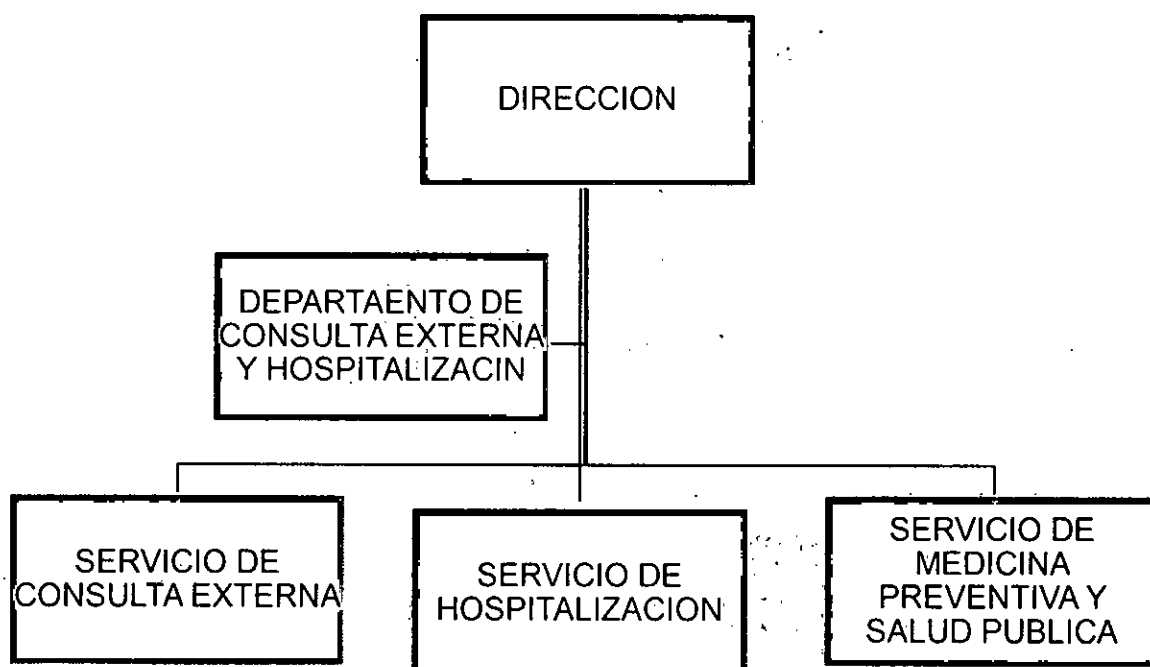 DIRECCION
DEPARTAENTO DE
CONSULTA EXTERNA
Y HOSPITALIZACIN
SERVICIO DE
CONSULTA EXTERNA
SERVICIO DE
HOSPITALIZACION
SERVICIO DE
MEDICINA
PREVENTIVA Y
SALUD PUBLICA